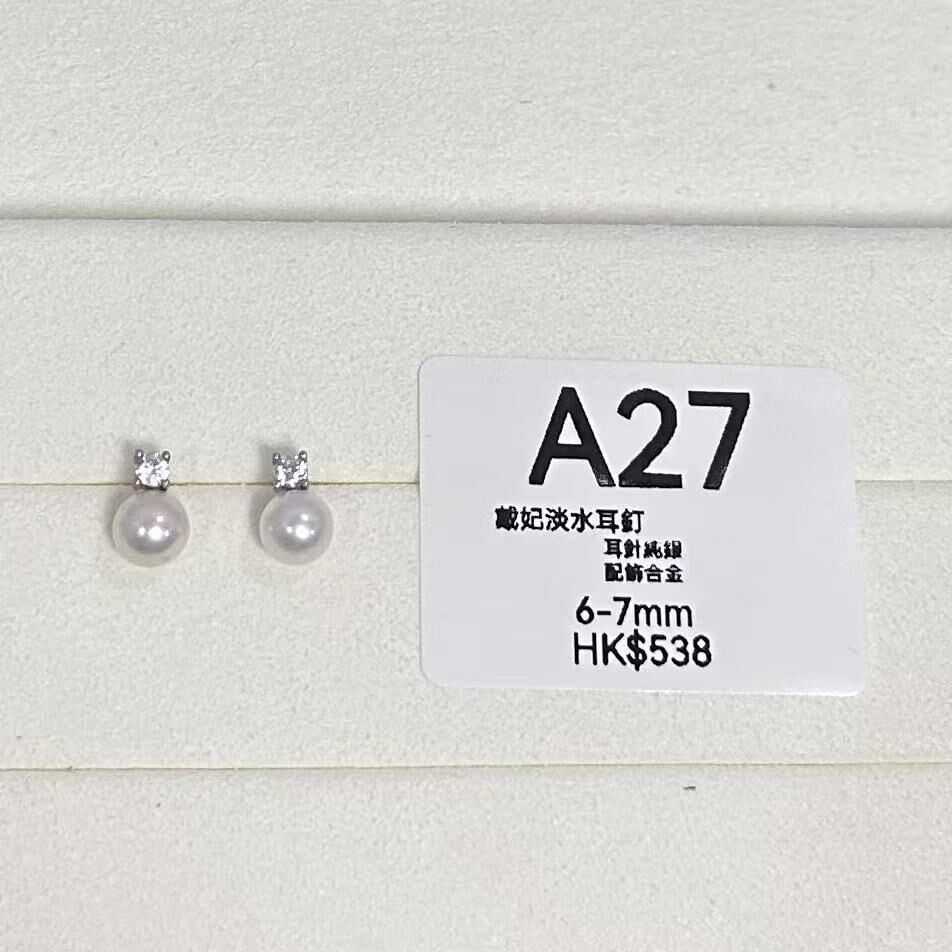 A27
戴妃淡水耳釘
耳針純銀
配飾合金
6-7mm
HK$538